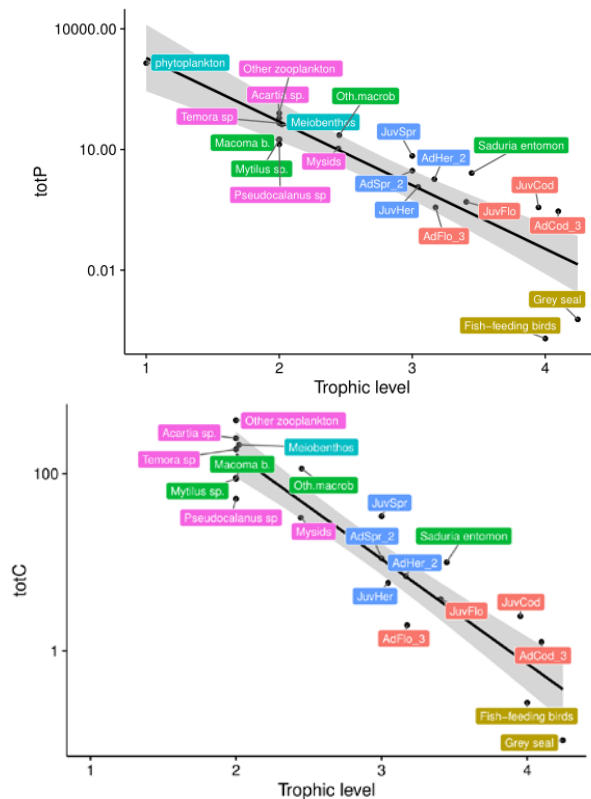 10000.00
phytoplankton
Other zooplankton
Acartia sp.
Oth.macrob
Temora sp
Meiobenthos
JuvSpr
Macoma b.
10.00
AdHer_2
Saduria entomon
Mytilus sp.
Mysids
AdSpr_2
JuvCod
Pseudocalanus sp
JuvHer
JuvFlo
AdFlo_3
AdCod_3
totP
0.01
Grey seal
Fish-feeding birds
1 2 3 4
Trophic level
Other zooplankton
Acartia sp.
Meiobenthos
Temora sp
Macoma b.
100
Oth.macrob
Mytilus sp.
JuvSpr
Pseudocalanus sp
Mysids
AdSpr_2
Saduria entomon
AdHer_2
JuvHer
JuvFlo
JuvCod
AdFlo_3
totC
1
AdCod_3
Fish-feeding birds
Grey seal
1 2 3 4
Trophic level